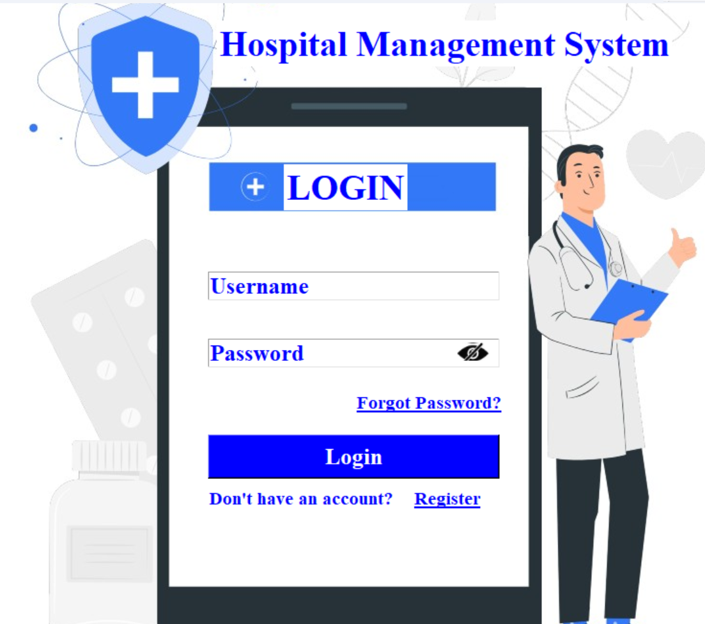 Hospital Management System
LOGIN
Username
Password
Forgot Password?
Login
Don't have an account? Register